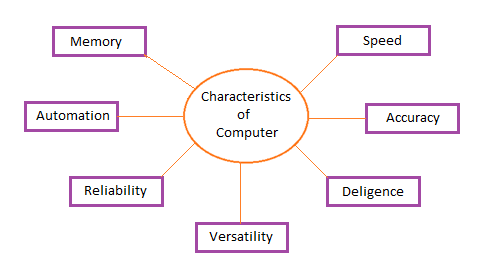 Memory
Speed
Characteristics
of
Computer
Automation
Accuracy
Reliability
Deligence
Versatility